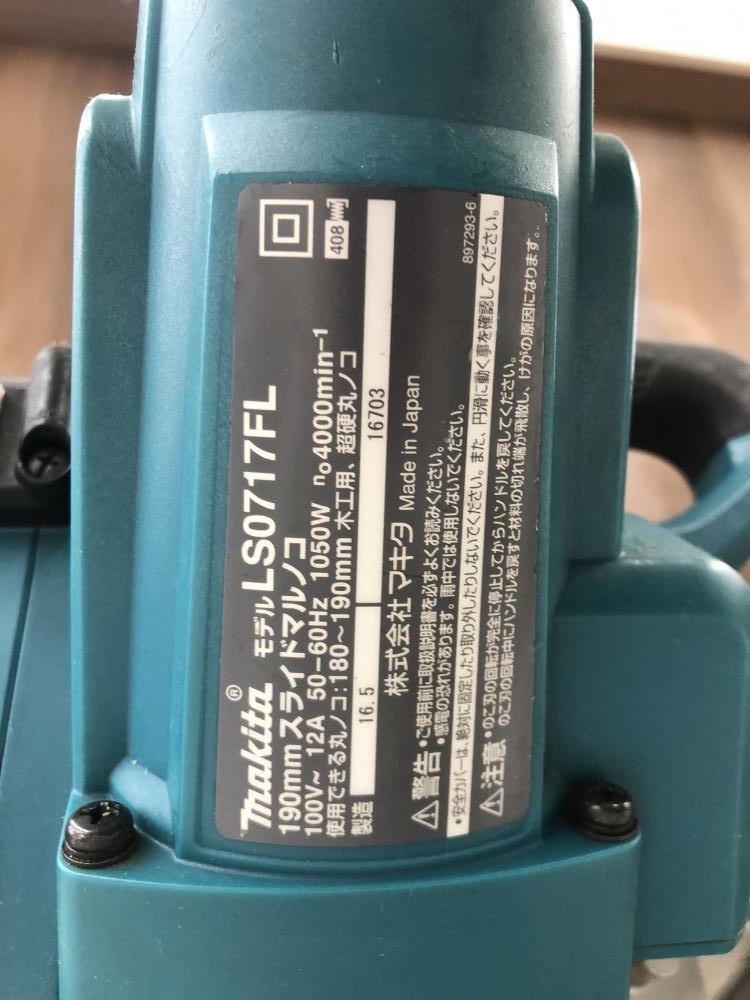 makita® モデル LS0717FL
190mmスライドマルノコ
100V~ 12A 50-60Hz 1050W n₀4000min⁻¹
使用できる丸ノコ:180~190mm 木工用、超硬丸ノコ
製造 16.5 16703
408
株式会社 マキタ Made in Japan
897293-6
⚠警告 •ご使用前に取扱説明書を必ずよくお読みください。
•感電の恐れがあります。雨中では使用しないでください。
•安全カバーは、絶対に固定したり取り外したりしないでください。また、円滑に動く事を確認してください。
⚠注意 •のこ刃の回転が完全に停止してからハンドルを戻してください。
のこ刃の回転中にハンドルを戻すと材料の切れ端が飛散し、けがの原因になります。